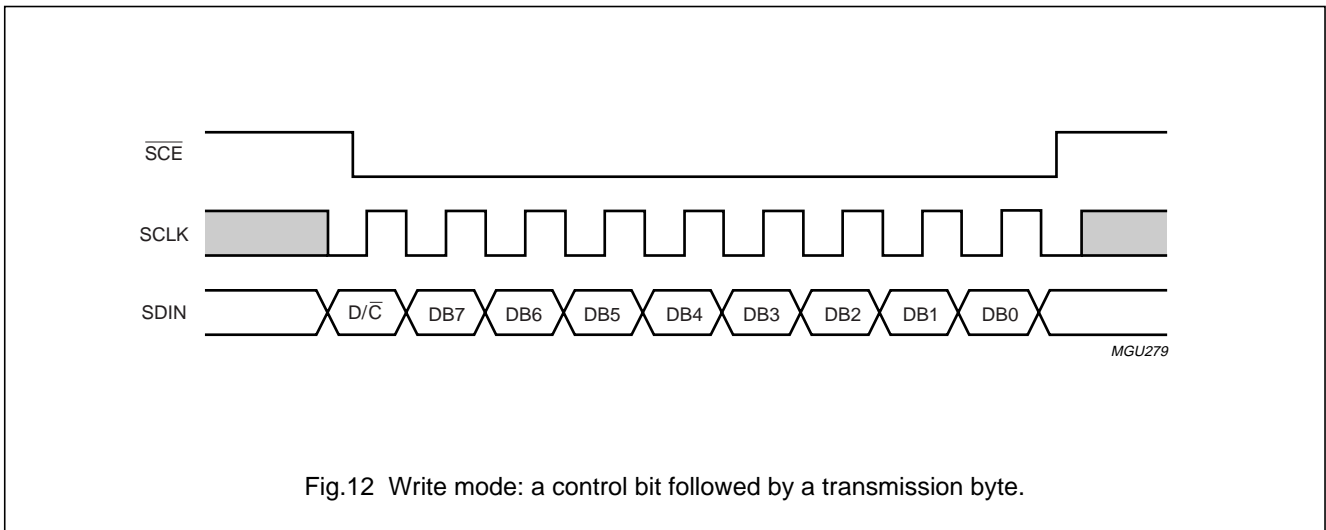 S̅C̅E̅
SCLK
SDIN D/C̅ DB7 DB6 DB5 DB4 DB3 DB2 DB1 DB0
MGU279
Fig.12 Write mode: a control bit followed by a transmission byte.